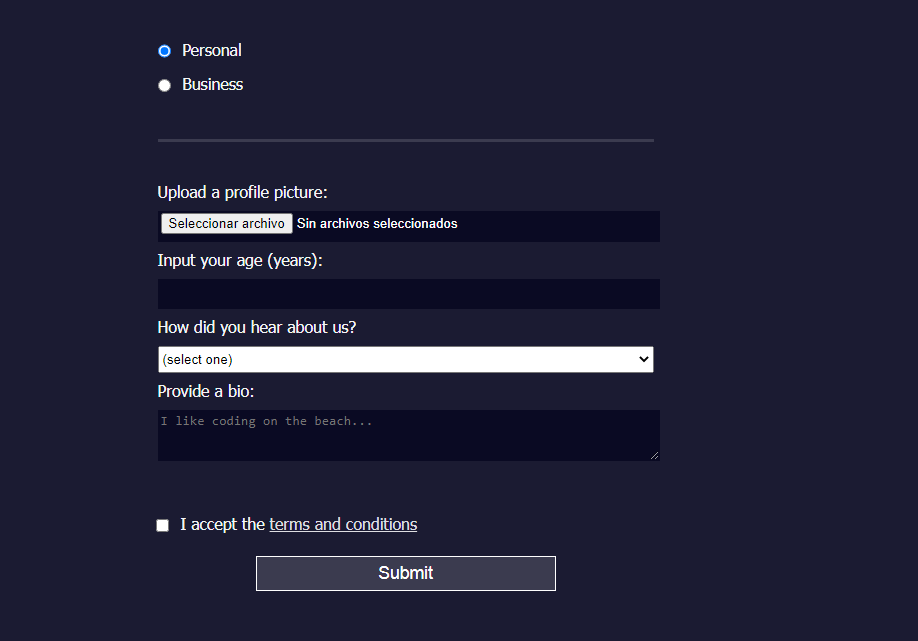 Personal
Business
Upload a profile picture:
Seleccionar archivo Sin archivos seleccionados
Input your age (years):
How did you hear about us?
(select one)
Provide a bio:
I like coding on the beach...
I accept the terms and conditions
Submit